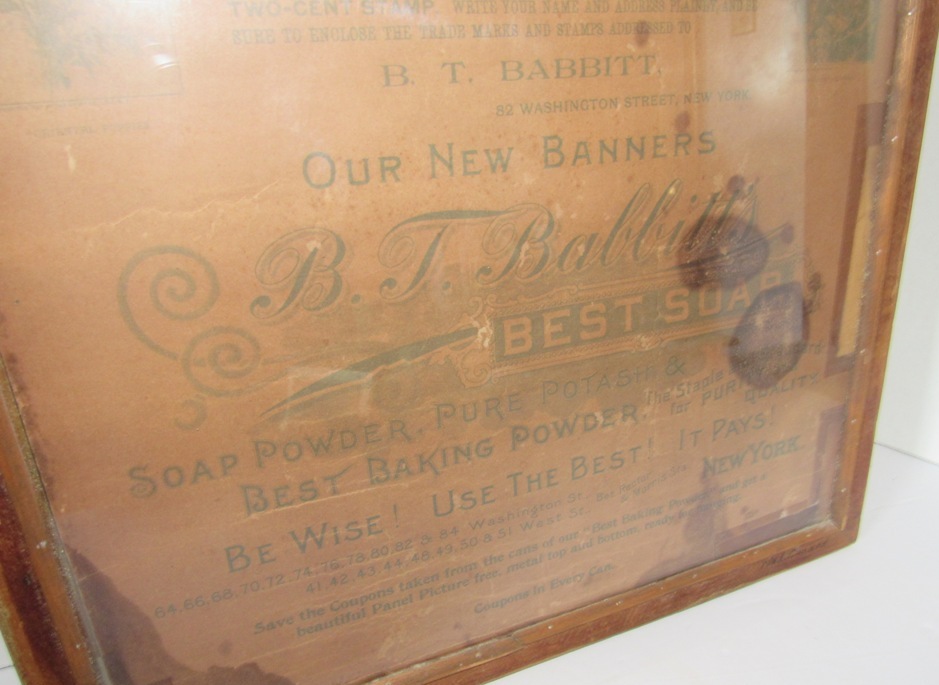 TWO-CENT STAMP. WRITE YOUR NAME AND ADDRESS PLAINLY, AND BE
SURE TO ENCLOSE THE TRADE MARKS AND STAMPS ADDRESSED TO
B. T. BABBITT,
82 WASHINGTON STREET, NEW YORK
OUR NEW BANNERS
B. T. Babbitt's
BEST SOAP
SOAP POWDER, PURE POTASH &
BEST BAKING POWDER. The Staple
for PURITY QUALITY
BE WISE! USE THE BEST! IT PAYS!
64.66.68.70.72.74.76.78.80.82 & 84 Washington St. NEW YORK.
41.42.43.44.48.49.50 & 51 West St.
Save the Coupons taken from the cans of our "Best Baking Powder" and get a
beautiful Panel Picture free, metal top and bottom, ready
Coupons in Every Can.